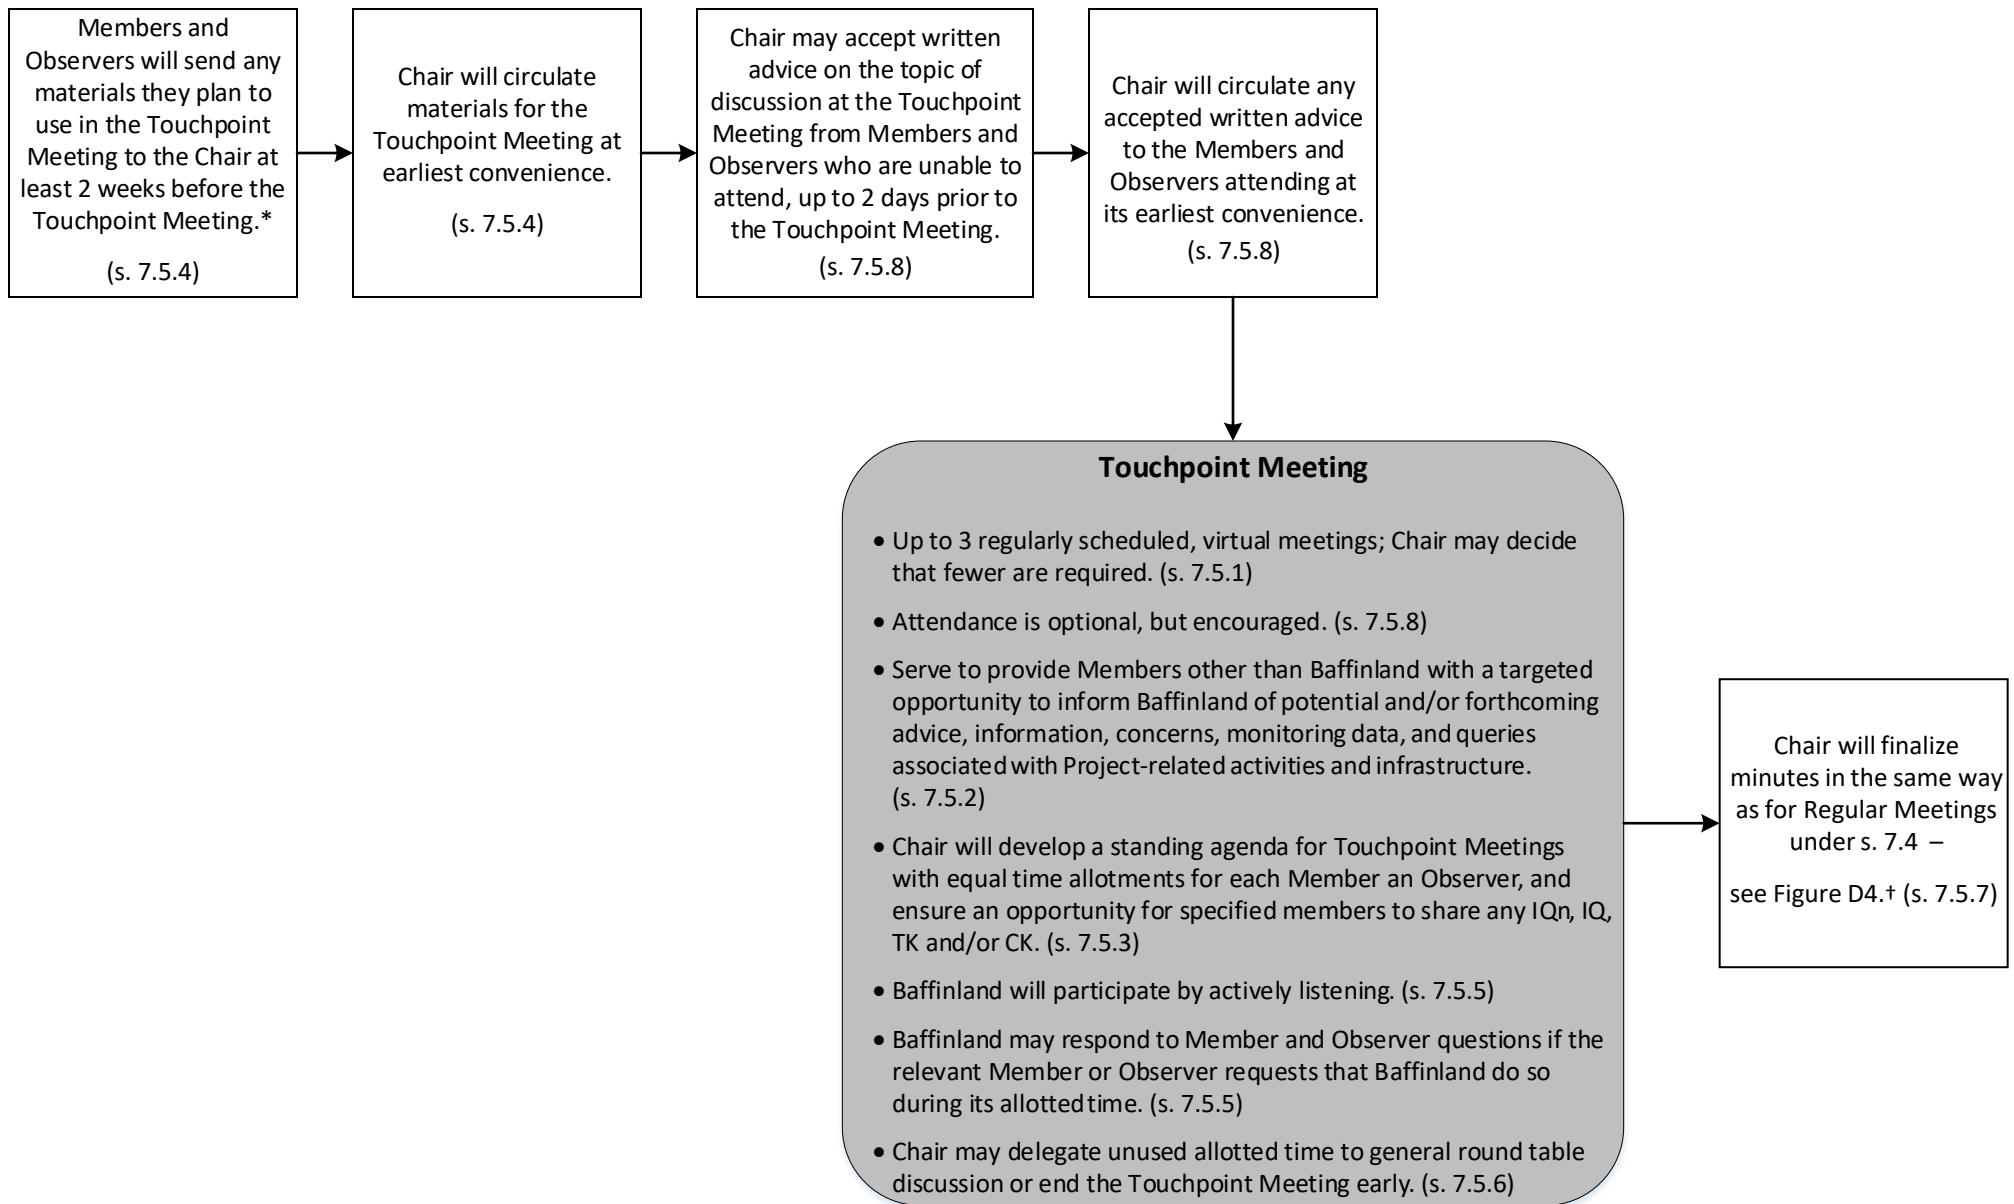 Members and
Observers will send any
materials they plan to
use in the Touchpoint
Meeting to the Chair at
least 2 weeks before the
Touchpoint Meeting.*
(s. 7.5.4)
Chair will circulate
materials for the
Touchpoint Meeting at
earliest convenience.
(s. 7.5.4)
Chair may accept written
advice on the topic of
discussion at the Touchpoint
Meeting from Members and
Observers who are unable to
attend, up to 2 days prior to
the Touchpoint Meeting.
(s. 7.5.8)
Chair will circulate any
accepted written advice
to the Members and
Observers attending at
its earliest convenience.
(s. 7.5.8)
Touchpoint Meeting
• Up to 3 regularly scheduled, virtual meetings; Chair may decide
that fewer are required. (s. 7.5.1)
• Attendance is optional, but encouraged. (s. 7.5.8)
• Serve to provide Members other than Baffinland with a targeted
opportunity to inform Baffinland of potential and/or forthcoming
advice, information, concerns, monitoring data, and queries
associated with Project-related activities and infrastructure.
(s. 7.5.2)
• Chair will develop a standing agenda for Touchpoint Meetings
with equal time allotments for each Member an Observer, and
ensure an opportunity for specified members to share any IQn, IQ,
TK and/or CK. (s. 7.5.3)
• Baffinland will participate by actively listening. (s. 7.5.5)
• Baffinland may respond to Member and Observer questions if the
relevant Member or Observer requests that Baffinland do so
during its allotted time. (s. 7.5.5)
• Chair may delegate unused allotted time to general round table
discussion or end the Touchpoint Meeting early. (s. 7.5.6)
Chair will finalize
minutes in the same way
as for Regular Meetings
under s. 7.4 –
see Figure D4.† (s. 7.5.7)